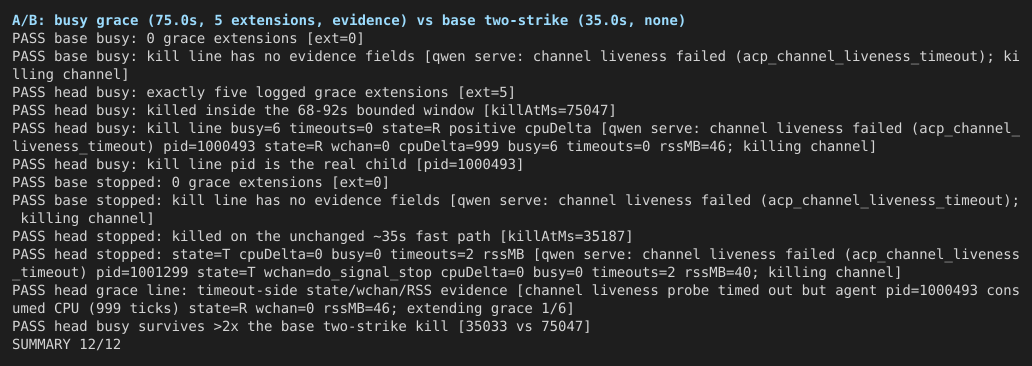 A/B: busy grace (75.0s, 5 extensions, evidence) vs base two-strike (35.0s, none)
PASS base busy: 0 grace extensions [ext=0]
PASS base busy: kill line has no evidence fields [qwen serve: channel liveness failed (acp_channel_liveness_timeout); ki
lling channel]
PASS head busy: exactly five logged grace extensions [ext=5]
PASS head busy: killed inside the 68-92s bounded window [killAtMs=75047]
PASS head busy: kill line busy=6 timeouts=0 state=R positive cpuDelta [qwen serve: channel liveness failed (acp_channel_
liveness_timeout) pid=1000493 state=R wchan=0 cpuDelta=999 busy=6 timeouts=0 rssMB=46; killing channel]
PASS head busy: kill line pid is the real child [pid=1000493]
PASS base stopped: 0 grace extensions [ext=0]
PASS base stopped: kill line has no evidence fields [qwen serve: channel liveness failed (acp_channel_liveness_timeout);
 killing channel]
PASS head stopped: killed on the unchanged ~35s fast path [killAtMs=35187]
PASS head stopped: state=T cpuDelta=0 busy=0 timeouts=2 rssMB [qwen serve: channel liveness failed (acp_channel_liveness
_timeout) pid=1001299 state=T wchan=do_signal_stop cpuDelta=0 busy=0 timeouts=2 rssMB=40; killing channel]
PASS head grace line: timeout-side state/wchan/RSS evidence [channel liveness probe timed out but agent pid=1000493 cons
umed CPU (999 ticks) state=R wchan=0 rssMB=46; extending grace 1/6]
PASS head busy survives >2x the base two-strike kill [35033 vs 75047]
SUMMARY 12/12